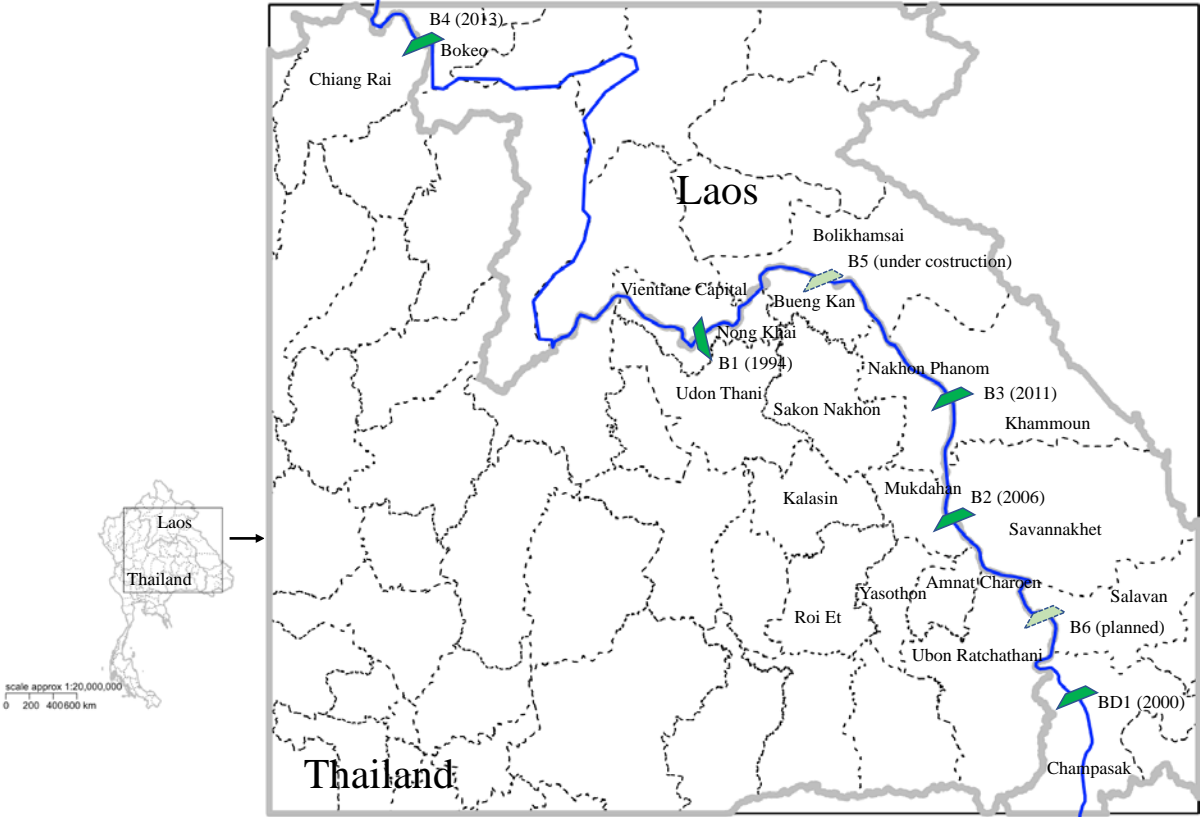 B4 (2013)
Bokeo
Chiang Rai
Laos
Bolikhamsai
B5 (under costruction)
Vientiane Capital
Bueng Kan
Nong Khai
B1 (1994)
Nakhon Phanom
Udon Thani
B3 (2011)
Sakon Nakhon
Khammoun
Kalasin
Mukdahan
B2 (2006)
Savannakhet
Laos
Thailand
Amnat Charoen
Yasothon
Salavan
Roi Et
B6 (planned)
Ubon Ratchathani
scale approx 1:20,000,000
0 200 400600 km
BD1 (2000)
Champasak
Thailand